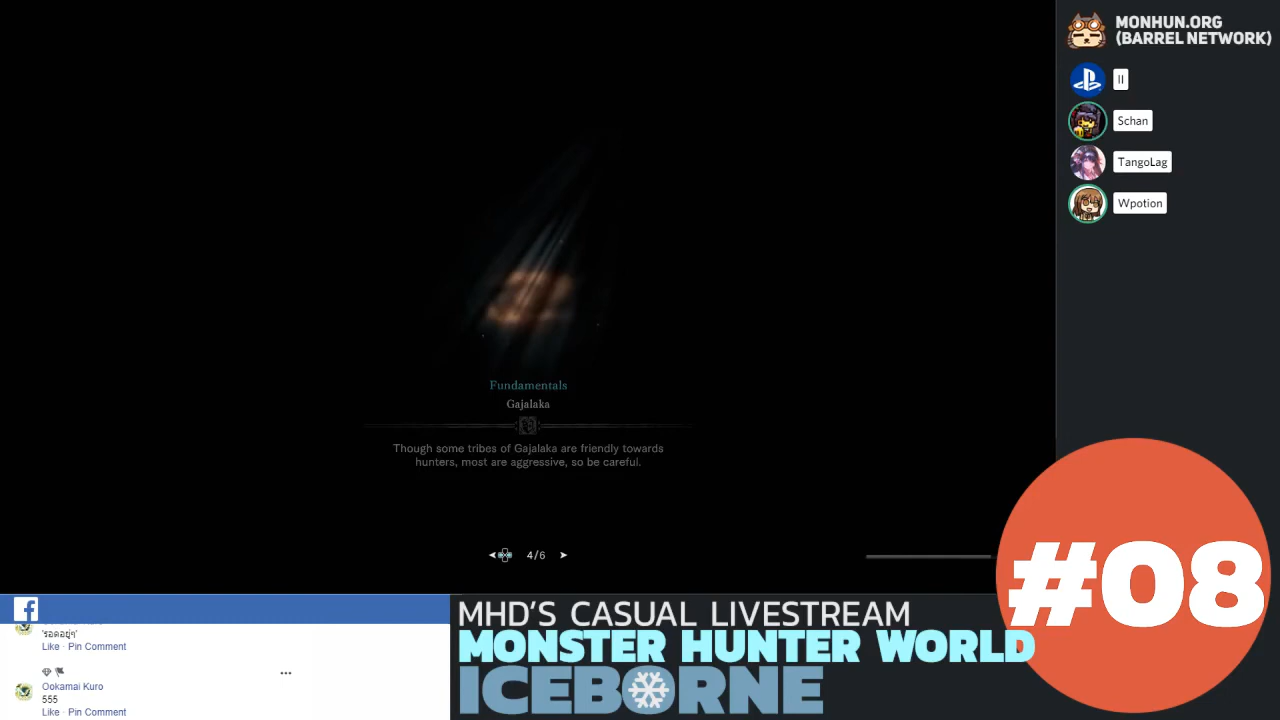 MONHUN.ORG
(BARREL NETWORK)
II
Schan
TangoLag
Wpotion
Fundamentals
Gajalaka
Though some tribes of Gajalaka are friendly towards
hunters, most are aggressive, so be careful.
4/6
#08
'รอดอยู่ๆ'
Like · Pin Comment
Ookamai Kuro
555
Like · Pin Comment
MHD'S CASUAL LIVESTREAM
MONSTER HUNTER WORLD
ICEBORNE